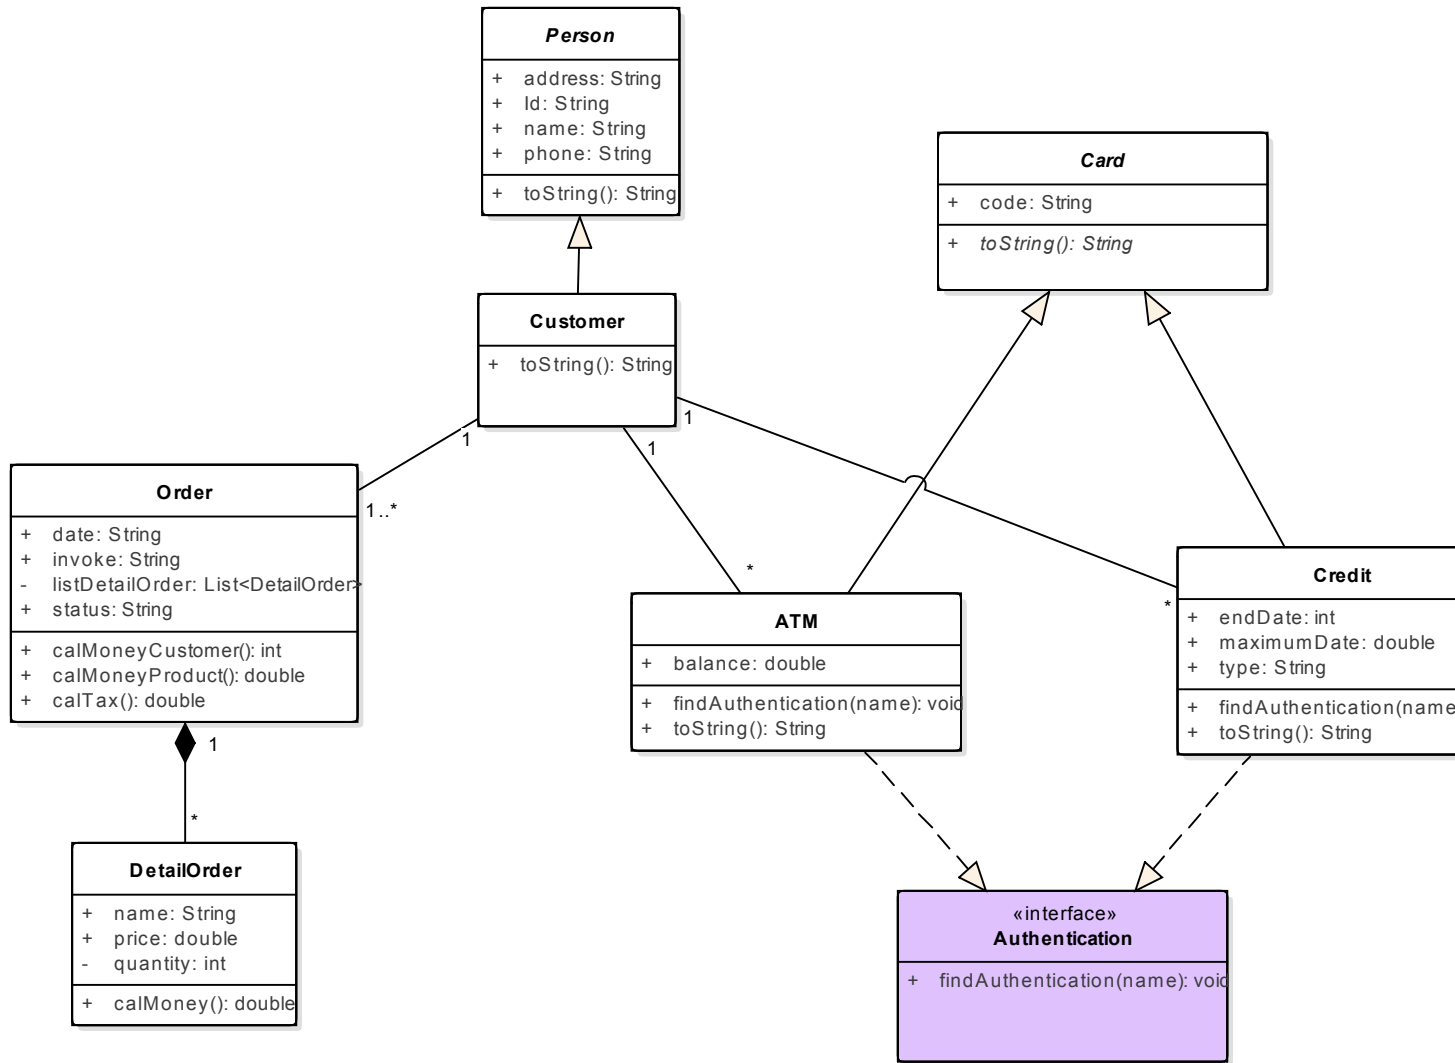 Person
+ address: String
+ Id: String
+ name: String
+ phone: String
+ toString(): String
Card
+ code: String
+ toString(): String
Customer
+ toString(): String
1
1..*
1
*
1
*
Order
+ date: String
+ invoke: String
- listDetailOrder: List<DetailOrder>
+ status: String
+ calMoneyCustomer(): int
+ calMoneyProduct(): double
+ calTax(): double
1
*
ATM
+ balance: double
+ findAuthentication(name): void
+ toString(): String
Credit
+ endDate: int
+ maximumDate: double
+ type: String
+ findAuthentication(name
+ toString(): String
DetailOrder
+ name: String
+ price: double
- quantity: int
+ calMoney(): double
«interface»
Authentication
+ findAuthentication(name): void